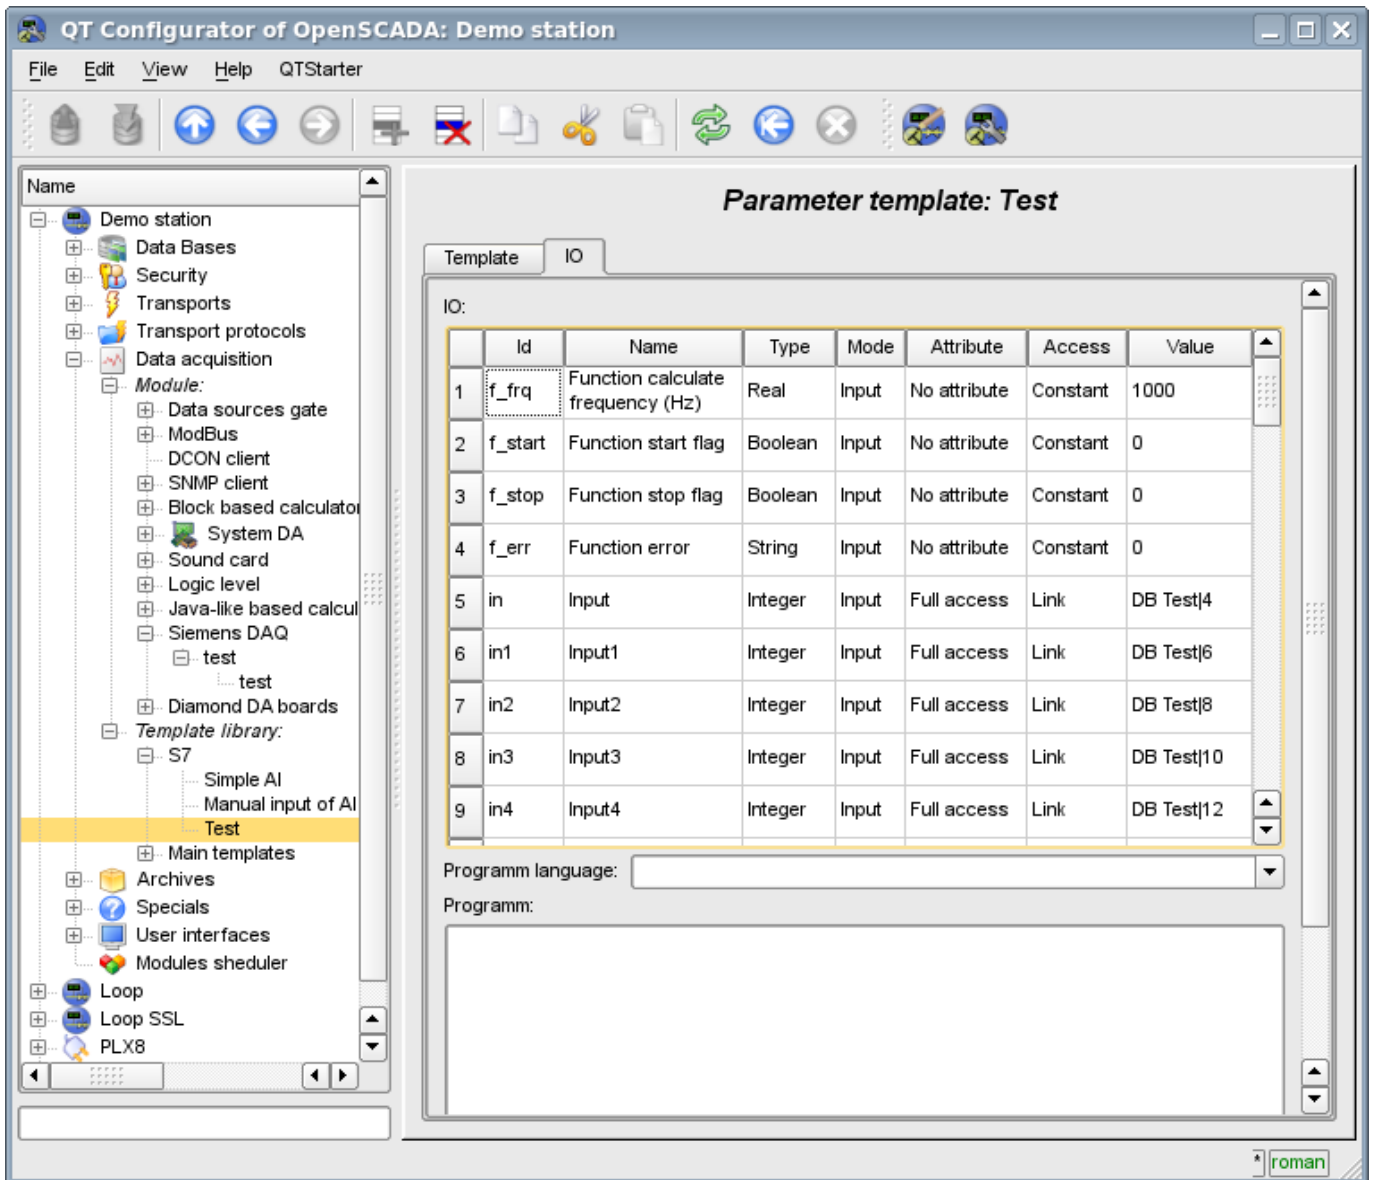 QT Configurator of OpenSCADA: Demo station
File Edit View Help QTStarter
Name
Demo station
Data Bases
Security
Transports
Transport protocols
Data acquisition
Module:
Data sources gate
ModBus
DCON client
SNMP client
Block based calculator
System DA
Sound card
Logic level
Java-like based calcul
Siemens DAQ
test
test
Diamond DA boards
Template library:
S7
Simple AI
Manual input of AI
Test
Main templates
Archives
Specials
User interfaces
Modules sheduler
Loop
Loop SSL
PLX8
Parameter template: Test
Template IO
IO:
Id Name Type Mode Attribute Access Value
1 f_frq Function calculate frequency (Hz) Real Input No attribute Constant 1000
2 f_start Function start flag Boolean Input No attribute Constant 0
3 f_stop Function stop flag Boolean Input No attribute Constant 0
4 f_err Function error String Input No attribute Constant 0
5 in Input Integer Input Full access Link DB Test|4
6 in1 Input1 Integer Input Full access Link DB Test|6
7 in2 Input2 Integer Input Full access Link DB Test|8
8 in3 Input3 Integer Input Full access Link DB Test|10
9 in4 Input4 Integer Input Full access Link DB Test|12
Programm language:
Programm:
* roman